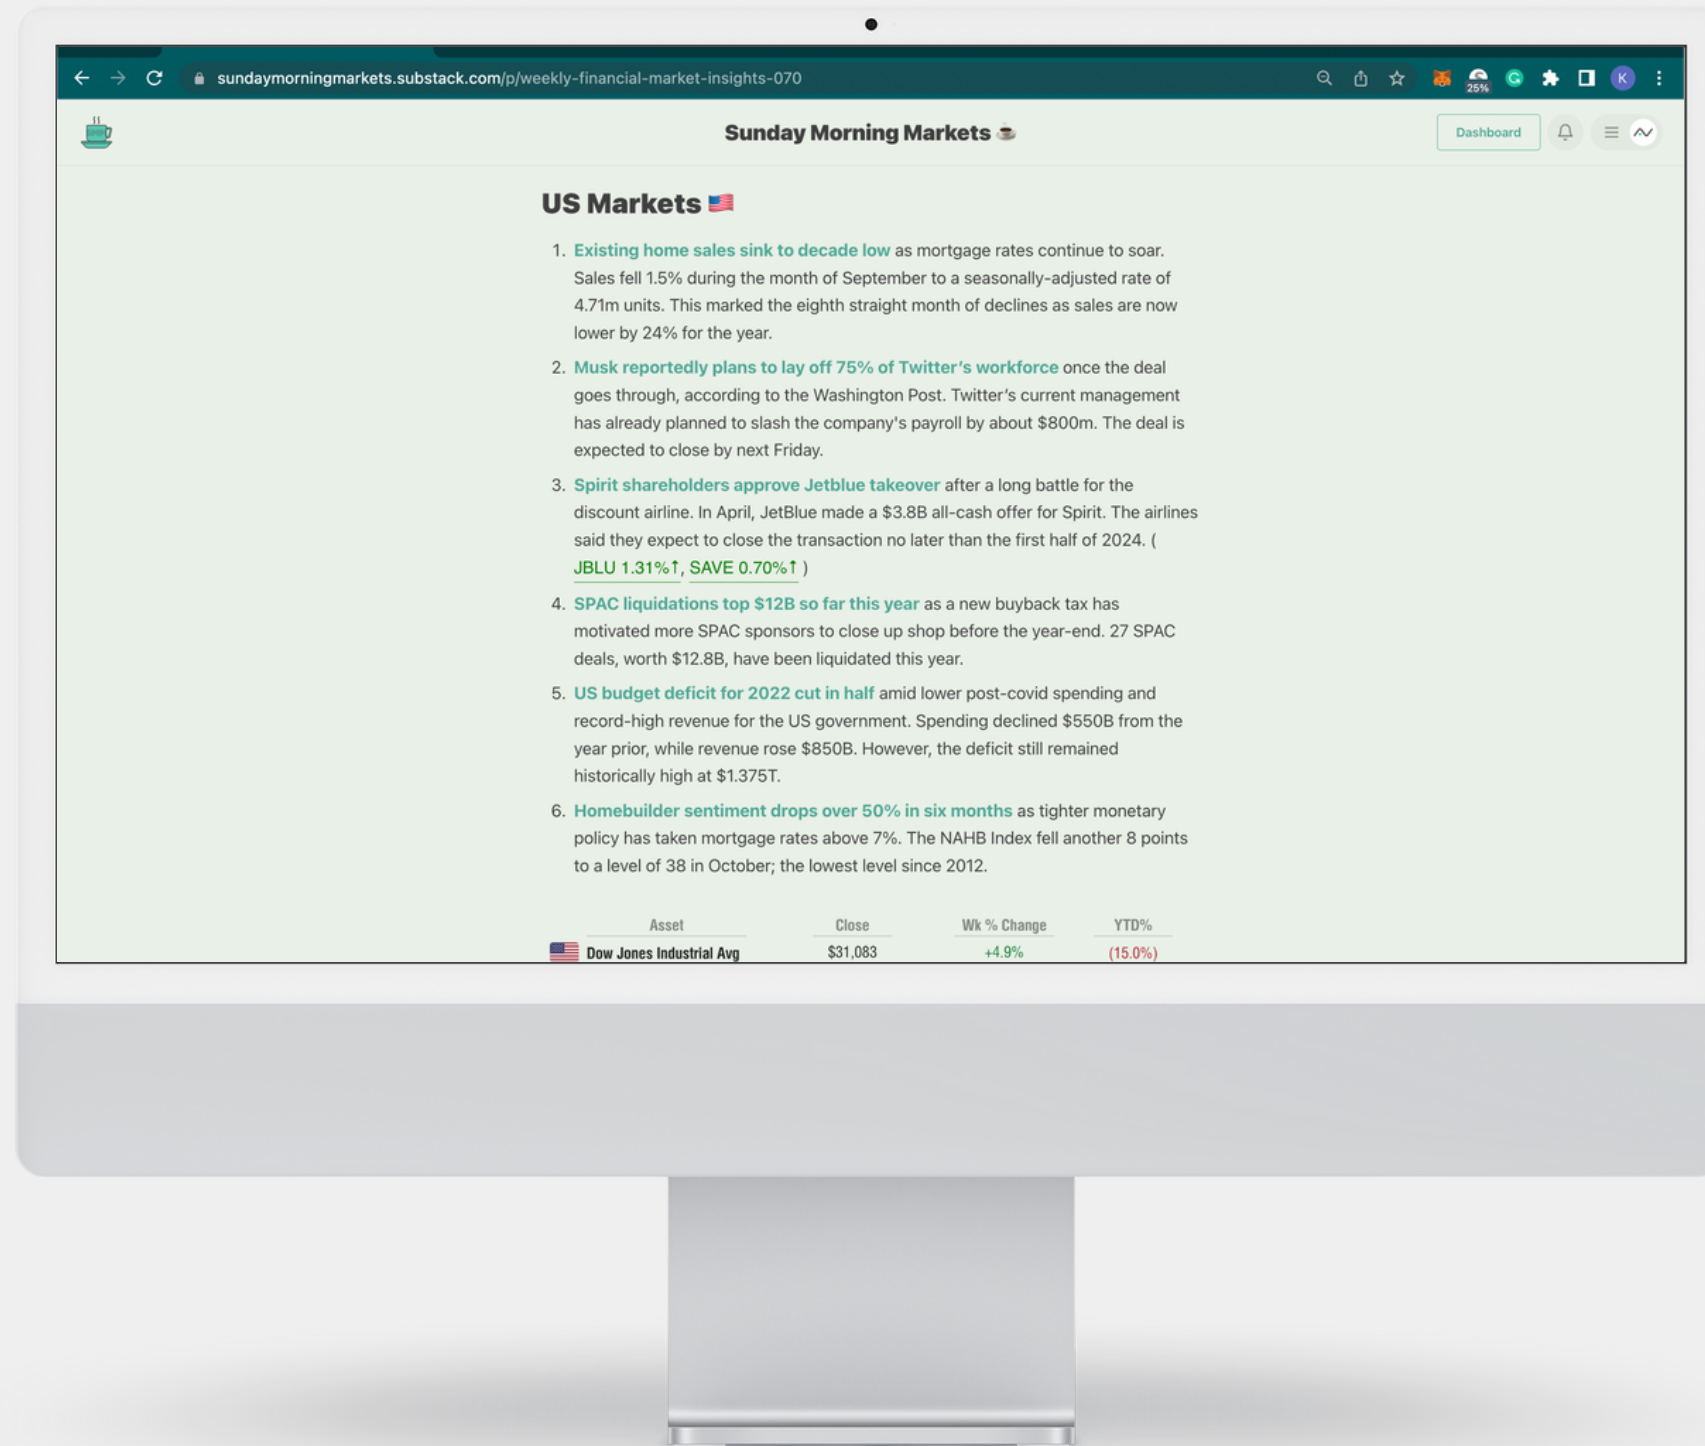 sundaymorningmarkets.substack.com/p/weekly-financial-market-insights-070
25%
K
Sunday Morning Markets ☕
Dashboard
US Markets 🇺🇸
1. Existing home sales sink to decade low as mortgage rates continue to soar.
Sales fell 1.5% during the month of September to a seasonally-adjusted rate of
4.71m units. This marked the eighth straight month of declines as sales are now
lower by 24% for the year.
2. Musk reportedly plans to lay off 75% of Twitter’s workforce once the deal
goes through, according to the Washington Post. Twitter’s current management
has already planned to slash the company's payroll by about $800m. The deal is
expected to close by next Friday.
3. Spirit shareholders approve Jetblue takeover after a long battle for the
discount airline. In April, JetBlue made a $3.8B all-cash offer for Spirit. The airlines
said they expect to close the transaction no later than the first half of 2024. (
JBLU 1.31%↑, SAVE 0.70%↑ )
4. SPAC liquidations top $12B so far this year as a new buyback tax has
motivated more SPAC sponsors to close up shop before the year-end. 27 SPAC
deals, worth $12.8B, have been liquidated this year.
5. US budget deficit for 2022 cut in half amid lower post-covid spending and
record-high revenue for the US government. Spending declined $550B from the
year prior, while revenue rose $850B. However, the deficit still remained
historically high at $1.375T.
6. Homebuilder sentiment drops over 50% in six months as tighter monetary
policy has taken mortgage rates above 7%. The NAHB Index fell another 8 points
to a level of 38 in October; the lowest level since 2012.
Asset Close Wk % Change YTD%
Dow Jones Industrial Avg $31,083 +4.9% (15.0%)